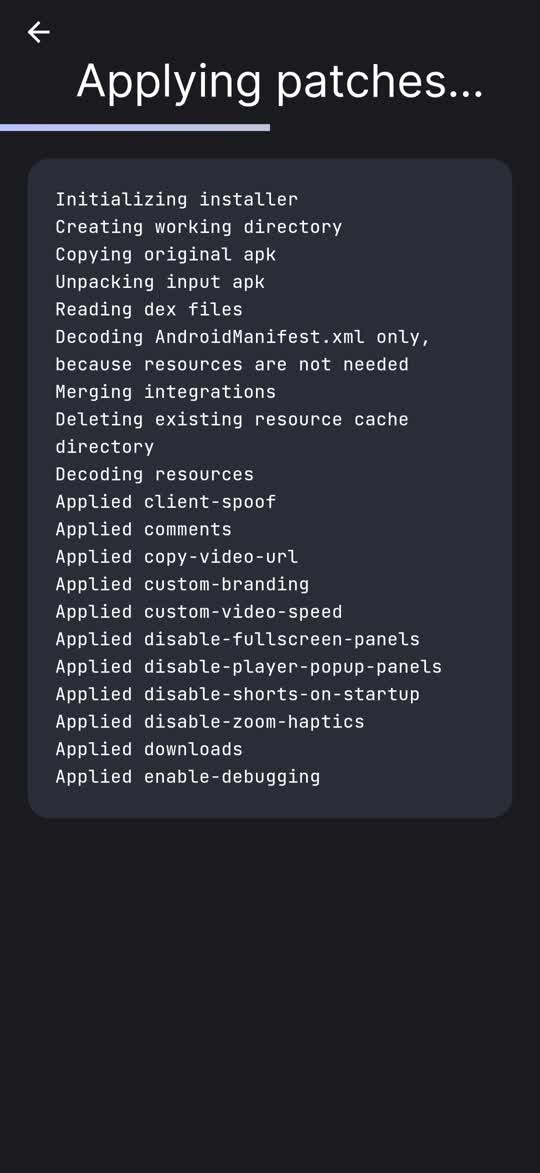 Applying patches...
Initializing installer
Creating working directory
Copying original apk
Unpacking input apk
Reading dex files
Decoding AndroidManifest.xml only,
because resources are not needed
Merging integrations
Deleting existing resource cache
directory
Decoding resources
Applied client-spoof
Applied comments
Applied copy-video-url
Applied custom-branding
Applied custom-video-speed
Applied disable-fullscreen-panels
Applied disable-player-popup-panels
Applied disable-shorts-on-startup
Applied disable-zoom-haptics
Applied downloads
Applied enable-debugging